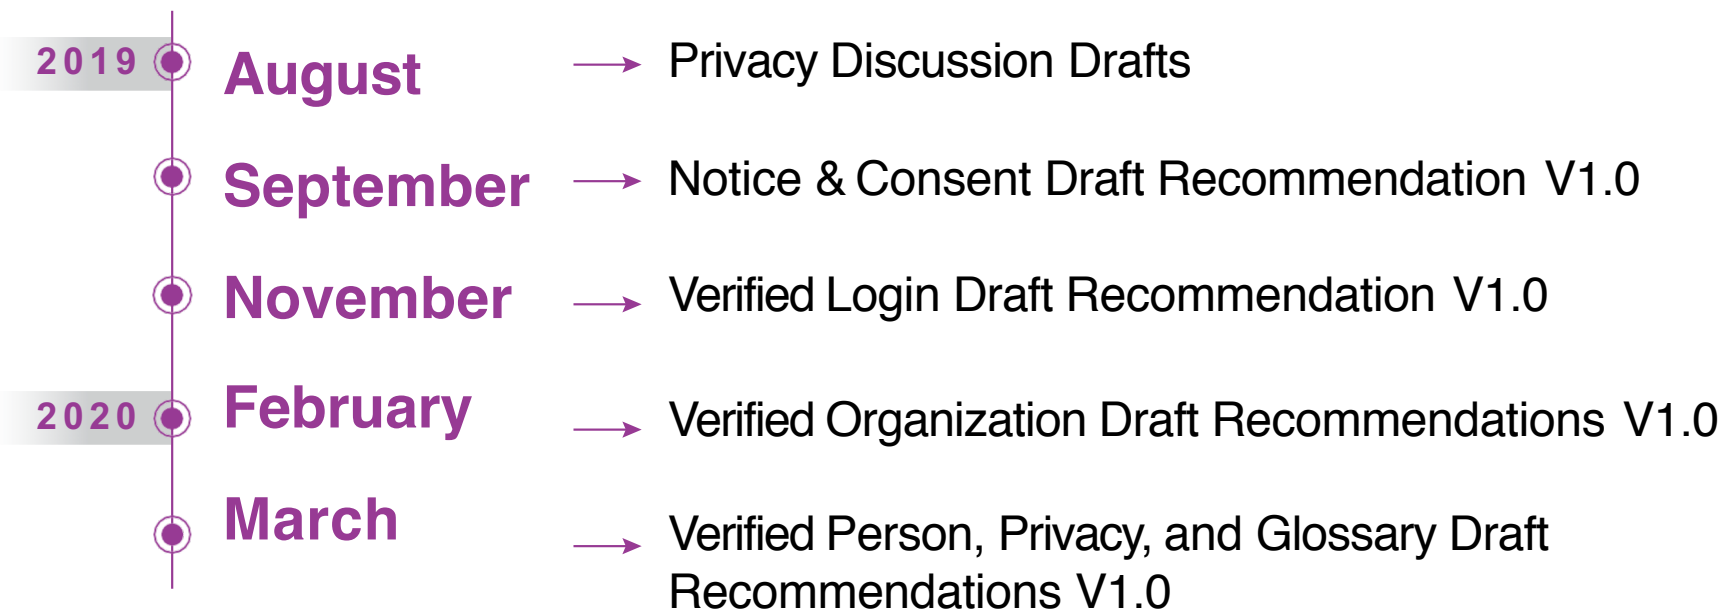 2019 August Privacy Discussion Drafts
September Notice & Consent Draft Recommendation V1.0
November Verified Login Draft Recommendation V1.0
2020 February Verified Organization Draft Recommendations V1.0
March Verified Person, Privacy, and Glossary Draft
Recommendations V1.0